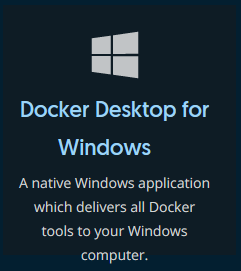 Docker Desktop for
Windows
A native Windows application
which delivers all Docker
tools to your Windows
computer.